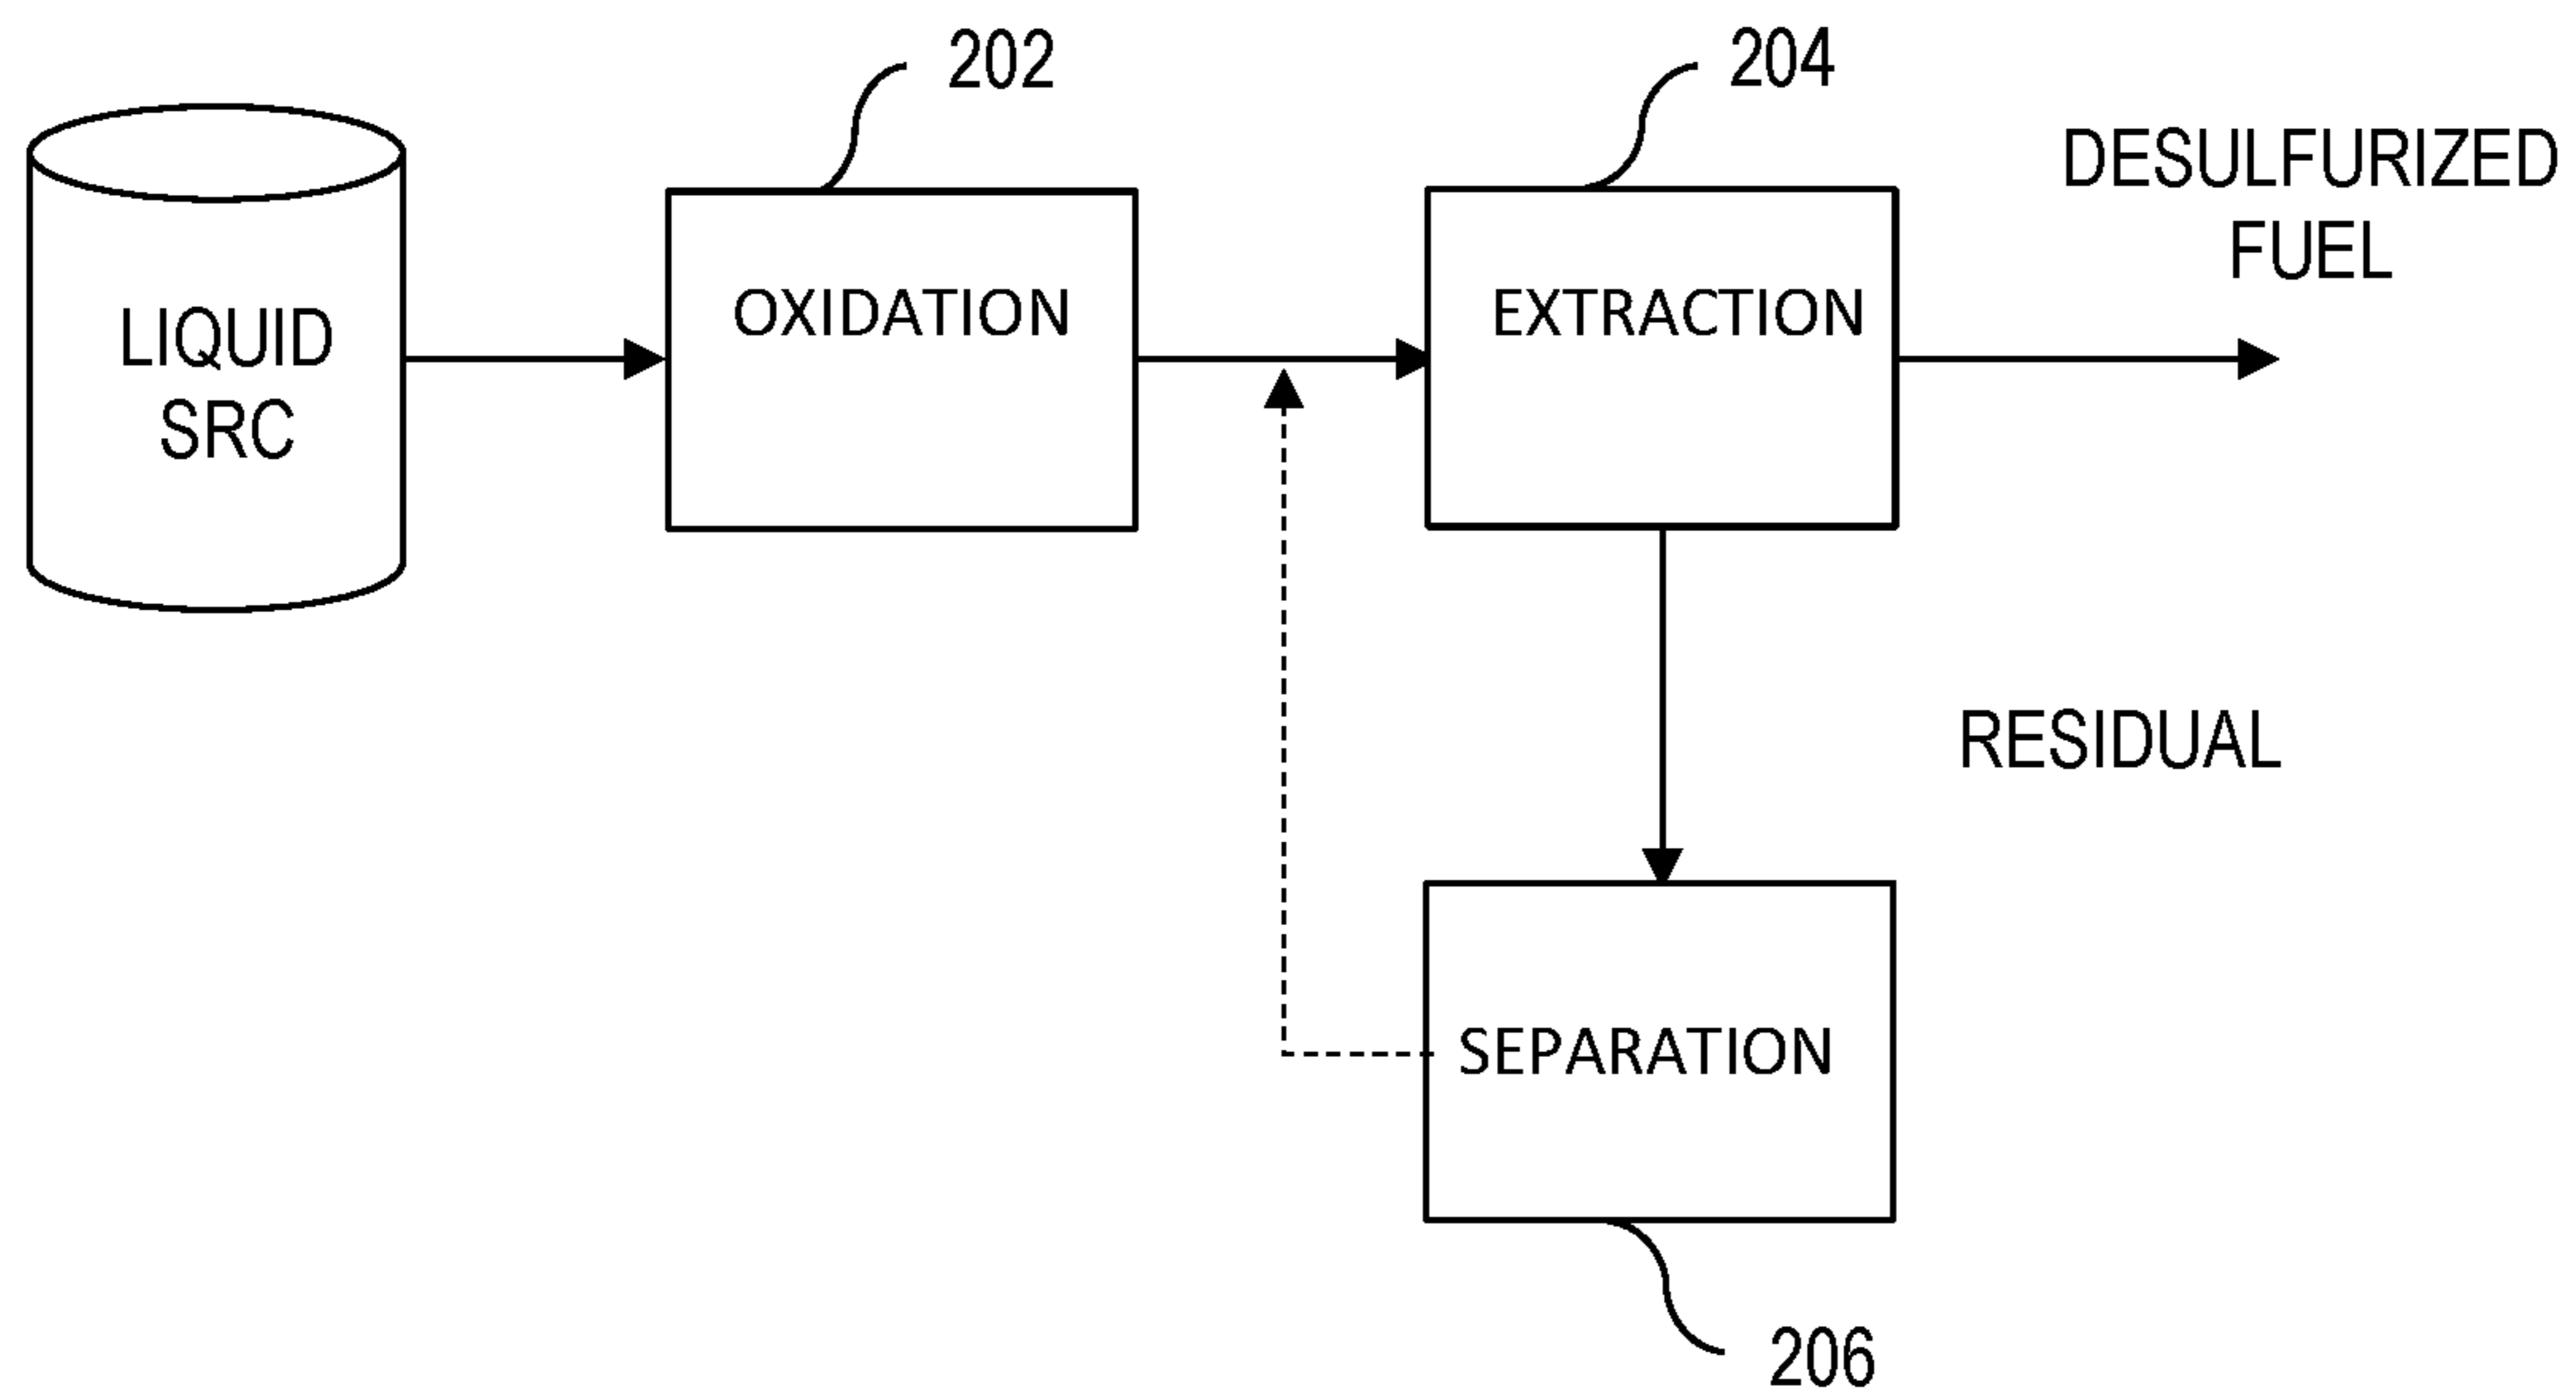 202
204
DESULFURIZED
FUEL
LIQUID
SRC
OXIDATION
EXTRACTION
RESIDUAL
SEPARATION
206